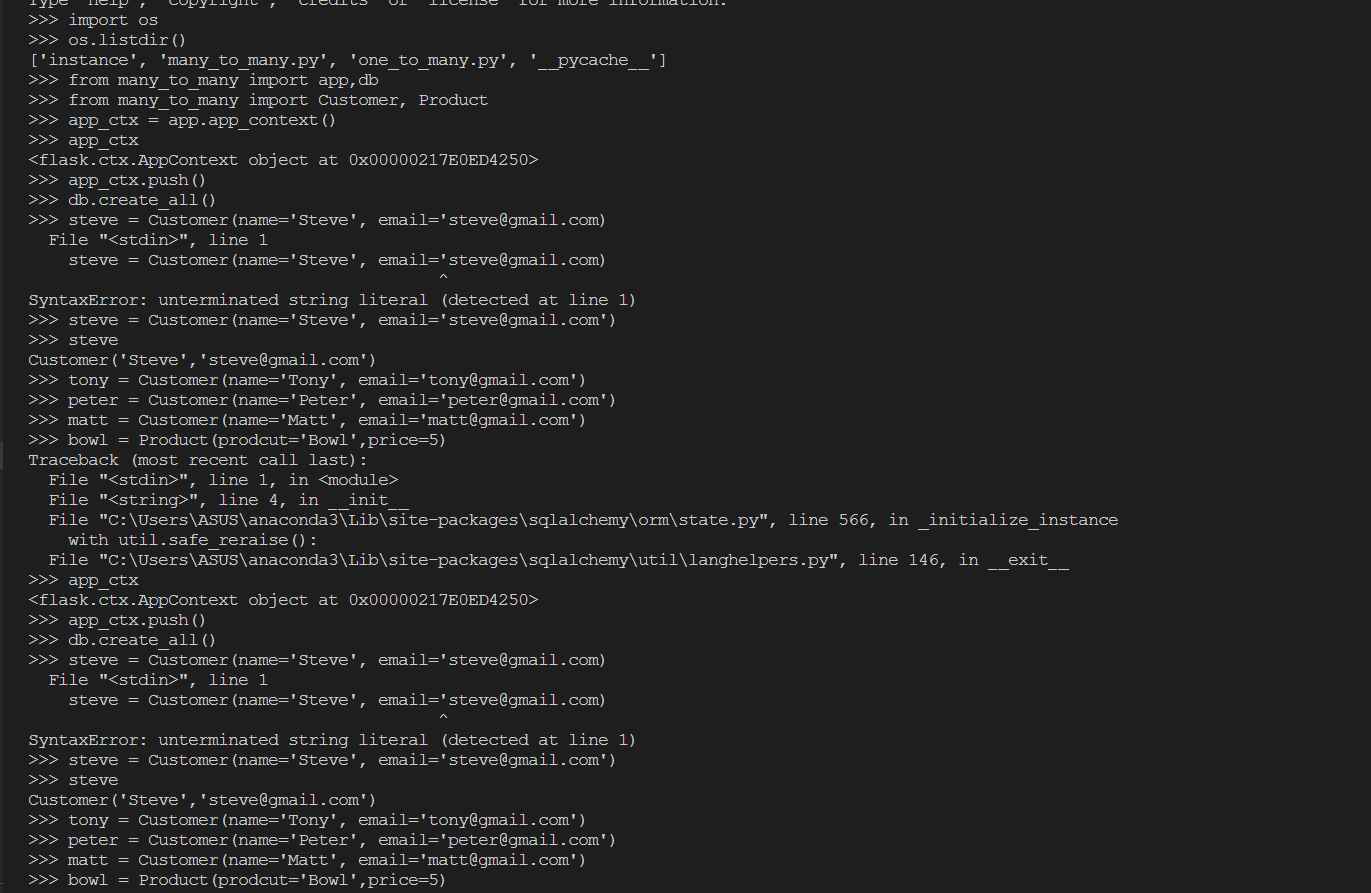 Type "help", "copyright", "credits" or "license" for more information.
>>> import os
>>> os.listdir()
['instance', 'many_to_many.py', 'one_to_many.py', '__pycache__']
>>> from many_to_many import app,db
>>> from many_to_many import Customer, Product
>>> app_ctx = app.app_context()
>>> app_ctx
<flask.ctx.AppContext object at 0x00000217E0ED4250>
>>> app_ctx.push()
>>> db.create_all()
>>> steve = Customer(name='Steve', email='steve@gmail.com)
  File "<stdin>", line 1
    steve = Customer(name='Steve', email='steve@gmail.com)
                                         ^
SyntaxError: unterminated string literal (detected at line 1)
>>> steve = Customer(name='Steve', email='steve@gmail.com')
>>> steve
Customer('Steve','steve@gmail.com')
>>> tony = Customer(name='Tony', email='tony@gmail.com')
>>> peter = Customer(name='Peter', email='peter@gmail.com')
>>> matt = Customer(name='Matt', email='matt@gmail.com')
>>> bowl = Product(prodcut='Bowl',price=5)
Traceback (most recent call last):
  File "<stdin>", line 1, in <module>
  File "<string>", line 4, in __init__
  File "C:\Users\ASUS\anaconda3\Lib\site-packages\sqlalchemy\orm\state.py", line 566, in _initialize_instance
    with util.safe_reraise():
  File "C:\Users\ASUS\anaconda3\Lib\site-packages\sqlalchemy\util\langhelpers.py", line 146, in __exit__
>>> app_ctx
<flask.ctx.AppContext object at 0x00000217E0ED4250>
>>> app_ctx.push()
>>> db.create_all()
>>> steve = Customer(name='Steve', email='steve@gmail.com)
  File "<stdin>", line 1
    steve = Customer(name='Steve', email='steve@gmail.com)
                                         ^
SyntaxError: unterminated string literal (detected at line 1)
>>> steve = Customer(name='Steve', email='steve@gmail.com')
>>> steve
Customer('Steve','steve@gmail.com')
>>> tony = Customer(name='Tony', email='tony@gmail.com')
>>> peter = Customer(name='Peter', email='peter@gmail.com')
>>> matt = Customer(name='Matt', email='matt@gmail.com')
>>> bowl = Product(prodcut='Bowl',price=5)